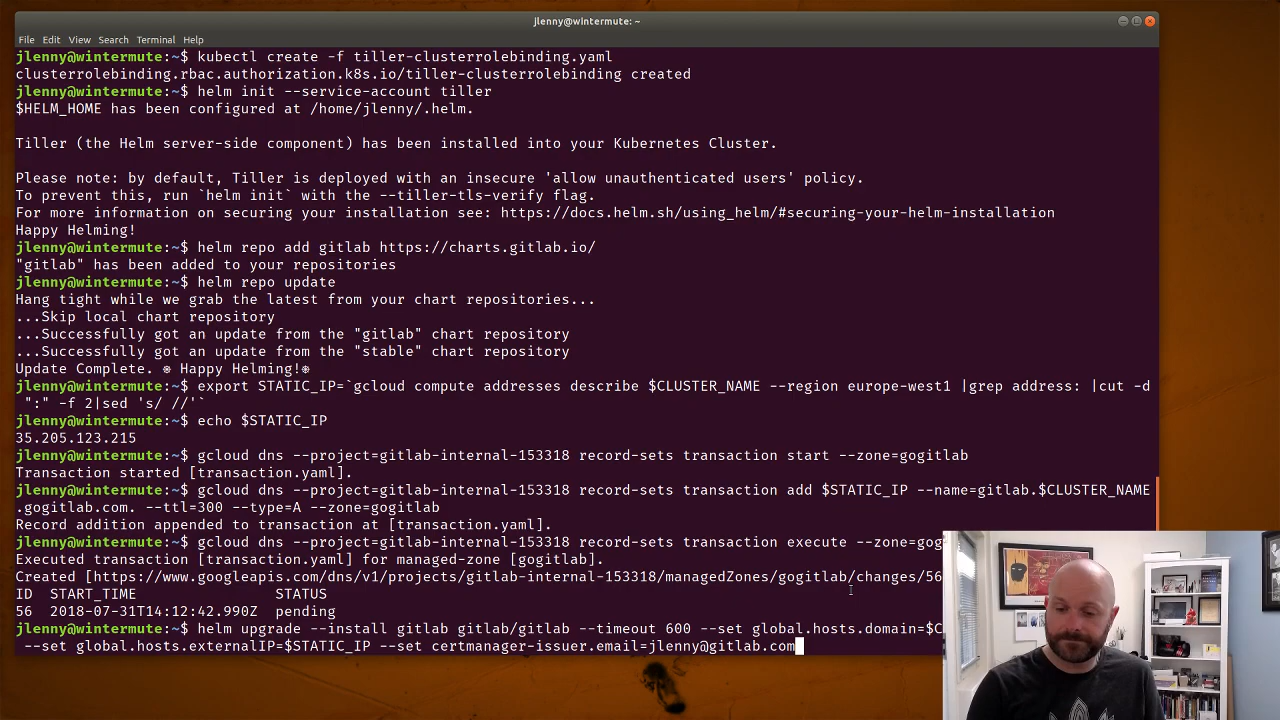 jlenny@wintermute: ~
File Edit View Search Terminal Help
jlenny@wintermute:~$ kubectl create -f tiller-clusterrolebinding.yaml
clusterrolebinding.rbac.authorization.k8s.io/tiller-clusterrolebinding created
jlenny@wintermute:~$ helm init --service-account tiller
$HELM_HOME has been configured at /home/jlenny/.helm.
Tiller (the Helm server-side component) has been installed into your Kubernetes Cluster.
Please note: by default, Tiller is deployed with an insecure 'allow unauthenticated users' policy.
To prevent this, run `helm init` with the --tiller-tls-verify flag.
For more information on securing your installation see: https://docs.helm.sh/using_helm/#securing-your-helm-installation
Happy Helming!
jlenny@wintermute:~$ helm repo add gitlab https://charts.gitlab.io/
"gitlab" has been added to your repositories
jlenny@wintermute:~$ helm repo update
Hang tight while we grab the latest from your chart repositories...
...Skip local chart repository
...Successfully got an update from the "gitlab" chart repository
...Successfully got an update from the "stable" chart repository
Update Complete. ⎈ Happy Helming!⎈
jlenny@wintermute:~$ export STATIC_IP=`gcloud compute addresses describe $CLUSTER_NAME --region europe-west1 |grep address: |cut -d
":" -f 2|sed 's/ //'`
jlenny@wintermute:~$ echo $STATIC_IP
35.205.123.215
jlenny@wintermute:~$ gcloud dns --project=gitlab-internal-153318 record-sets transaction start --zone=gogitlab
Transaction started [transaction.yaml].
jlenny@wintermute:~$ gcloud dns --project=gitlab-internal-153318 record-sets transaction add $STATIC_IP --name=gitlab.$CLUSTER_NAME
.gogitlab.com. --ttl=300 --type=A --zone=gogitlab
Record addition appended to transaction at [transaction.yaml].
jlenny@wintermute:~$ gcloud dns --project=gitlab-internal-153318 record-sets transaction execute --zone=gog
Executed transaction [transaction.yaml] for managed-zone [gogitlab].
Created [https://www.googleapis.com/dns/v1/projects/gitlab-internal-153318/managedZones/gogitlab/changes/56
ID START_TIME STATUS
56 2018-07-31T14:12:42.990Z pending
jlenny@wintermute:~$ helm upgrade --install gitlab gitlab/gitlab --timeout 600 --set global.hosts.domain=$C
--set global.hosts.externalIP=$STATIC_IP --set certmanager-issuer.email=jlenny@gitlab.com